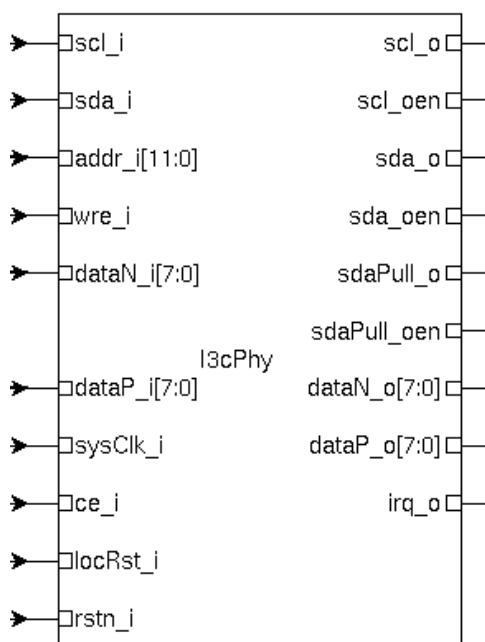 scl_i
scl_o
sda_i
scl_oen
addr_i[11:0]
sda_o
wre_i
sda_oen
dataN_i[7:0]
sdaPull_o
sdaPull_oen
I3cPhy
dataP_i[7:0]
dataN_o[7:0]
sysClk_i
dataP_o[7:0]
ce_i
irq_o
locRst_i
rstn_i